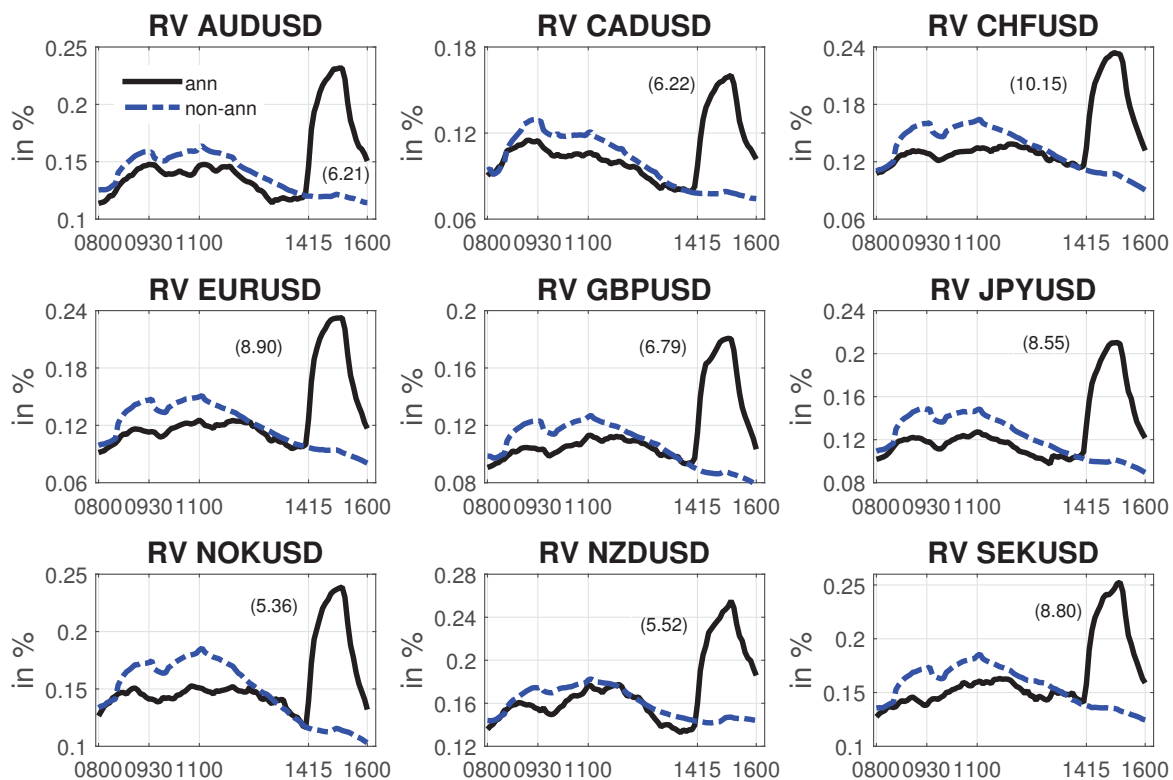 RV AUDUSD
0.25
0.2
0.15
0.1
in %
ann
non-ann
(6.21)
0800 0930 1100 1415 1600
RV CADUSD
0.18
0.12
0.06
(6.22)
0800 0930 1100 1415 1600
RV CHFUSD
0.24
0.18
0.12
0.06
in %
(10.15)
0800 0930 1100 1415 1600
RV EURUSD
0.24
0.18
0.12
0.06
in %
(8.90)
0800 0930 1100 1415 1600
RV GBPUSD
0.2
0.16
0.12
0.08
in %
(6.79)
0800 0930 1100 1415 1600
RV JPYUSD
0.24
0.2
0.16
0.12
0.08
in %
(8.55)
0800 0930 1100 1415 1600
RV NOKUSD
0.25
0.2
0.15
0.1
in %
(5.36)
0800 0930 1100 1415 1600
RV NZDUSD
0.28
0.24
0.2
0.16
0.12
in %
(5.52)
0800 0930 1100 1415 1600
RV SEKUSD
0.25
0.2
0.15
0.1
in %
(8.80)
0800 0930 1100 1415 1600